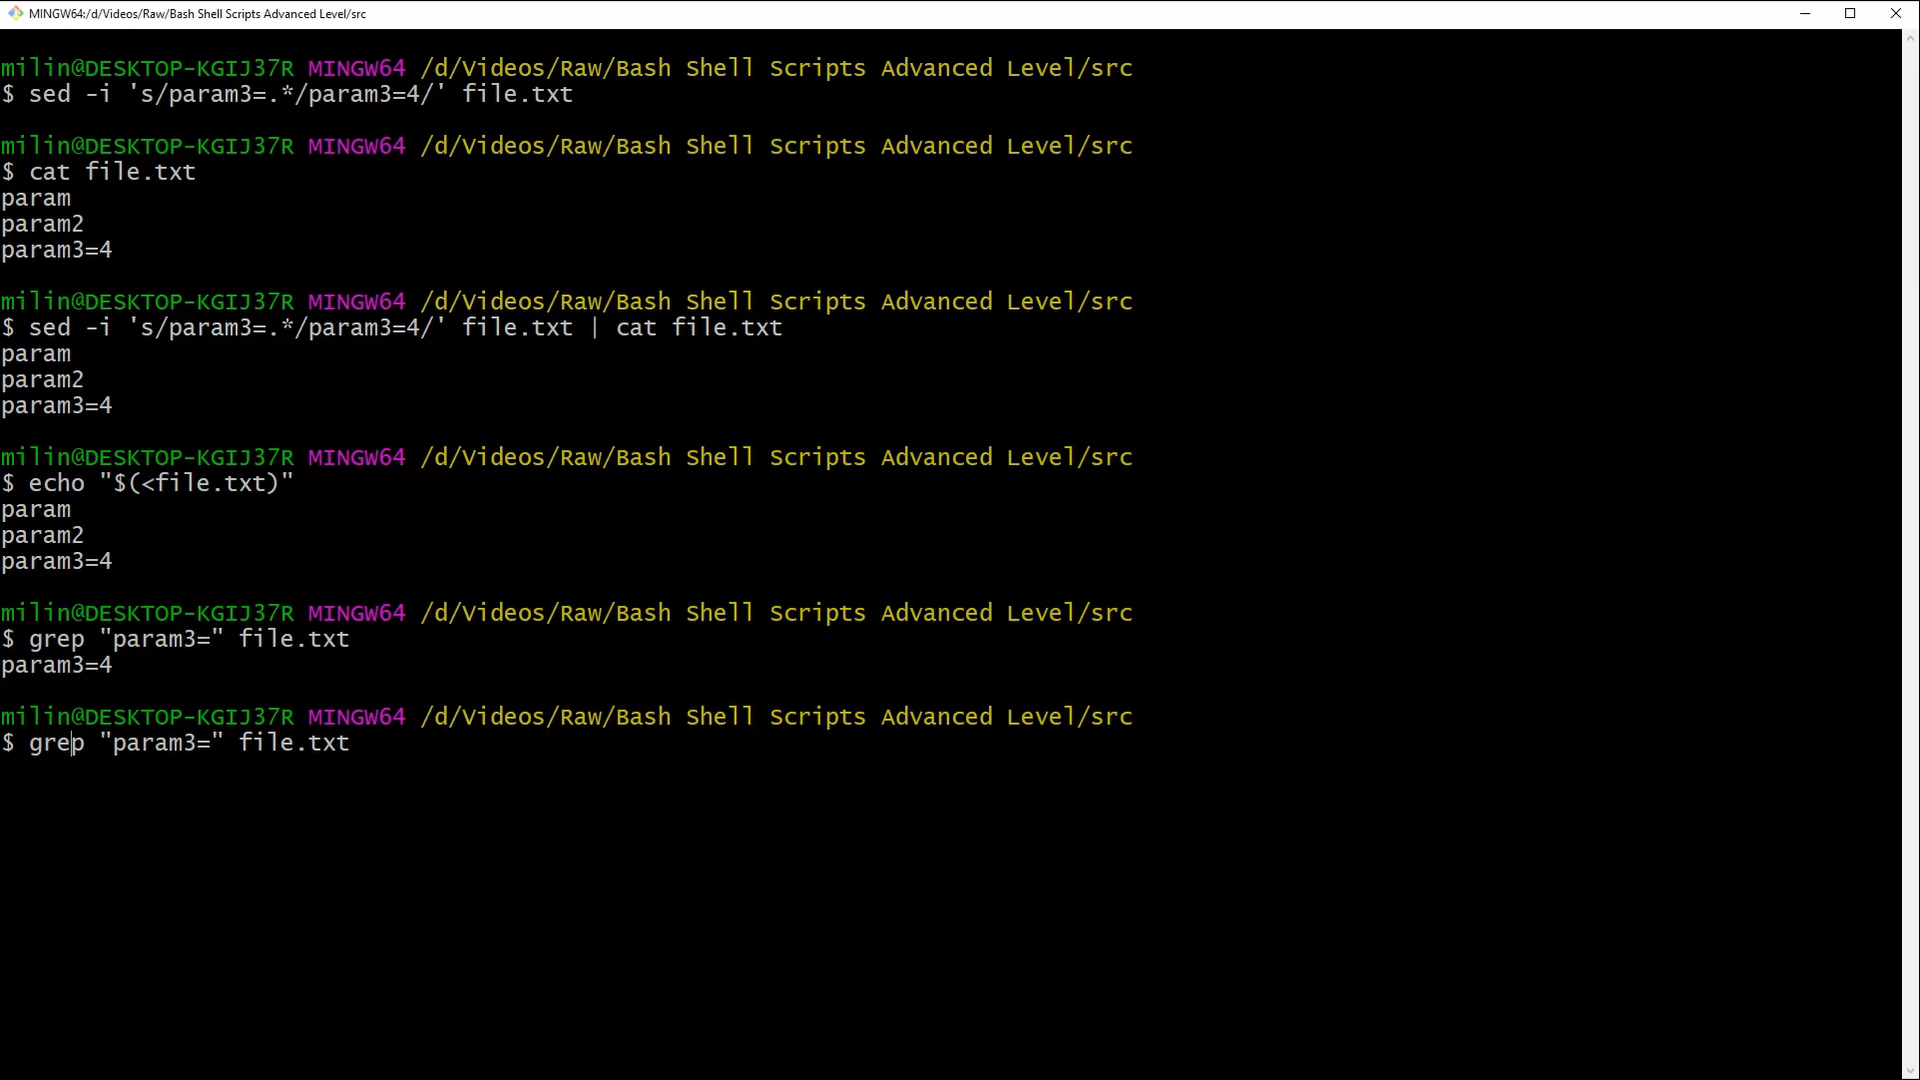 MINGW64:/d/Videos/Raw/Bash Shell Scripts Advanced Level/src
milin@DESKTOP-KGIJ37R MINGW64 /d/Videos/Raw/Bash Shell Scripts Advanced Level/src
$ sed -i 's/param3=.*/param3=4/' file.txt
milin@DESKTOP-KGIJ37R MINGW64 /d/Videos/Raw/Bash Shell Scripts Advanced Level/src
$ cat file.txt
param
param2
param3=4
milin@DESKTOP-KGIJ37R MINGW64 /d/Videos/Raw/Bash Shell Scripts Advanced Level/src
$ sed -i 's/param3=.*/param3=4/' file.txt | cat file.txt
param
param2
param3=4
milin@DESKTOP-KGIJ37R MINGW64 /d/Videos/Raw/Bash Shell Scripts Advanced Level/src
$ echo "$(<file.txt)"
param
param2
param3=4
milin@DESKTOP-KGIJ37R MINGW64 /d/Videos/Raw/Bash Shell Scripts Advanced Level/src
$ grep "param3=" file.txt
param3=4
milin@DESKTOP-KGIJ37R MINGW64 /d/Videos/Raw/Bash Shell Scripts Advanced Level/src
$ grep "param3=" file.txt